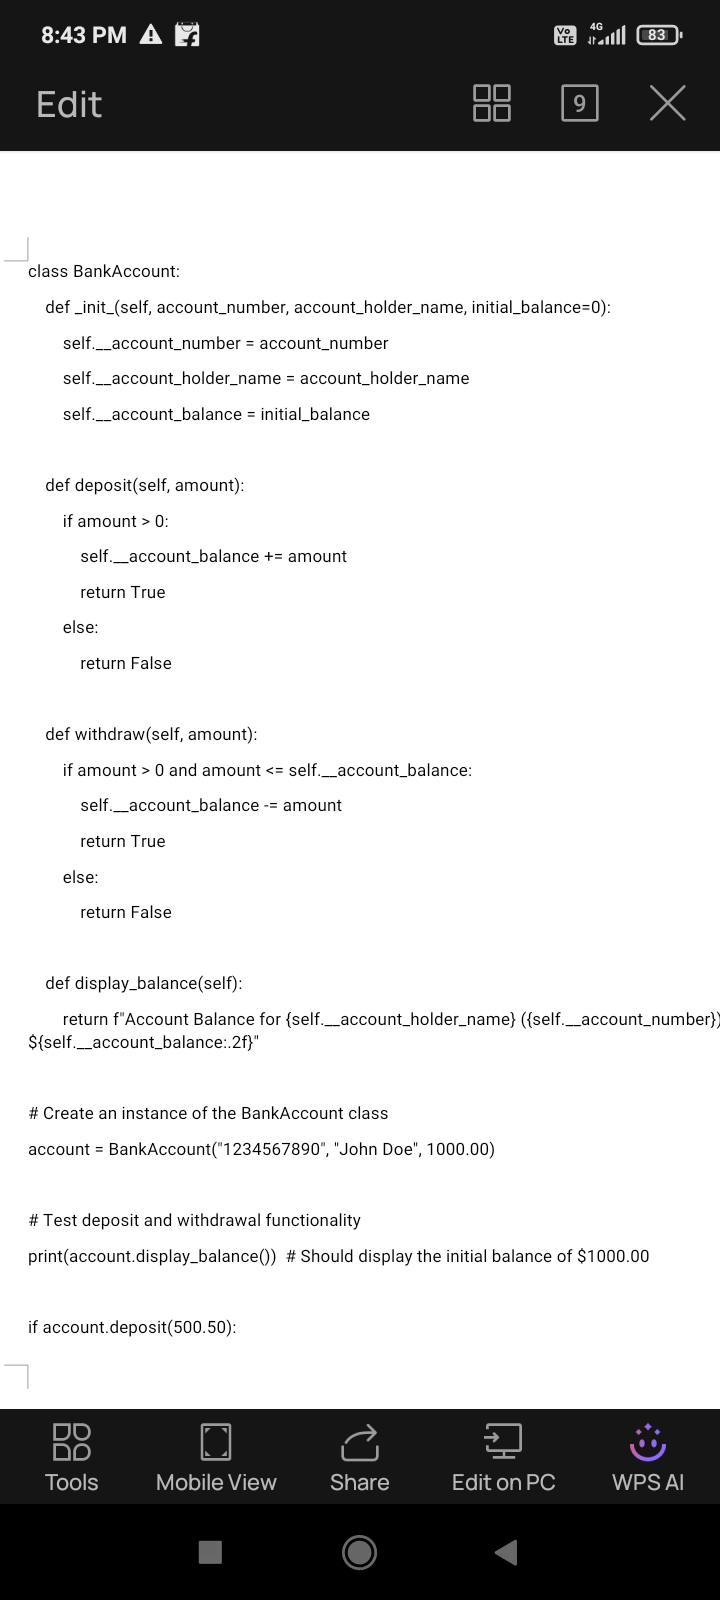 8:43 PM
Vo LTE 4G 83
Edit
9
class BankAccount:
    def _init_(self, account_number, account_holder_name, initial_balance=0):
        self.__account_number = account_number
        self.__account_holder_name = account_holder_name
        self.__account_balance = initial_balance
    def deposit(self, amount):
        if amount > 0:
            self.__account_balance += amount
            return True
        else:
            return False
    def withdraw(self, amount):
        if amount > 0 and amount <= self.__account_balance:
            self.__account_balance -= amount
            return True
        else:
            return False
    def display_balance(self):
        return f"Account Balance for {self.__account_holder_name} ({self.__account_number})
${self.__account_balance:.2f}"
# Create an instance of the BankAccount class
account = BankAccount("1234567890", "John Doe", 1000.00)
# Test deposit and withdrawal functionality
print(account.display_balance())  # Should display the initial balance of $1000.00
if account.deposit(500.50):
Tools Mobile View Share Edit on PC WPS AI